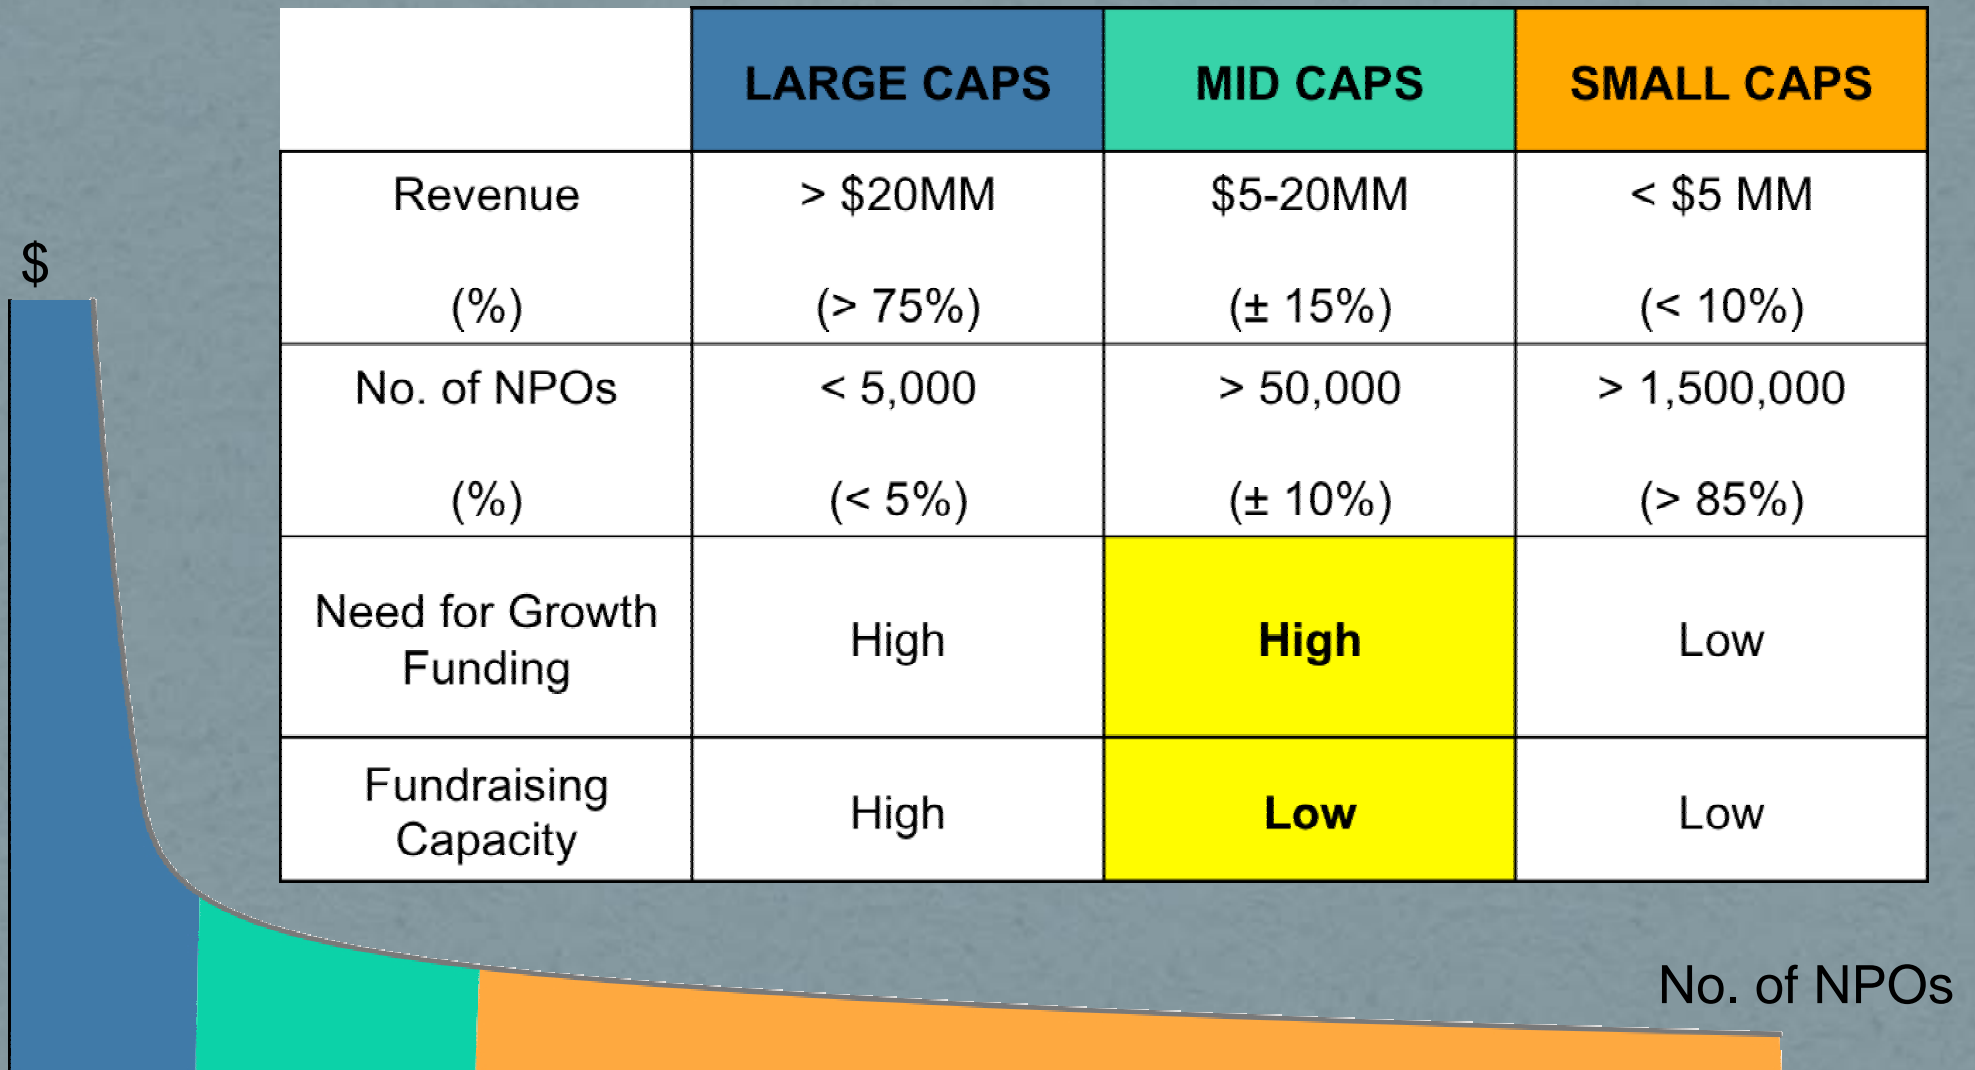 LARGE CAPS MID CAPS SMALL CAPS
Revenue > $20MM $5-20MM < $5 MM
$
(%) (> 75%) (± 15%) (< 10%)
No. of NPOs < 5,000 > 50,000 > 1,500,000
(%) (< 5%) (± 10%) (> 85%)
Need for Growth
Funding
High High Low
Fundraising
Capacity
High Low Low
No. of NPOs